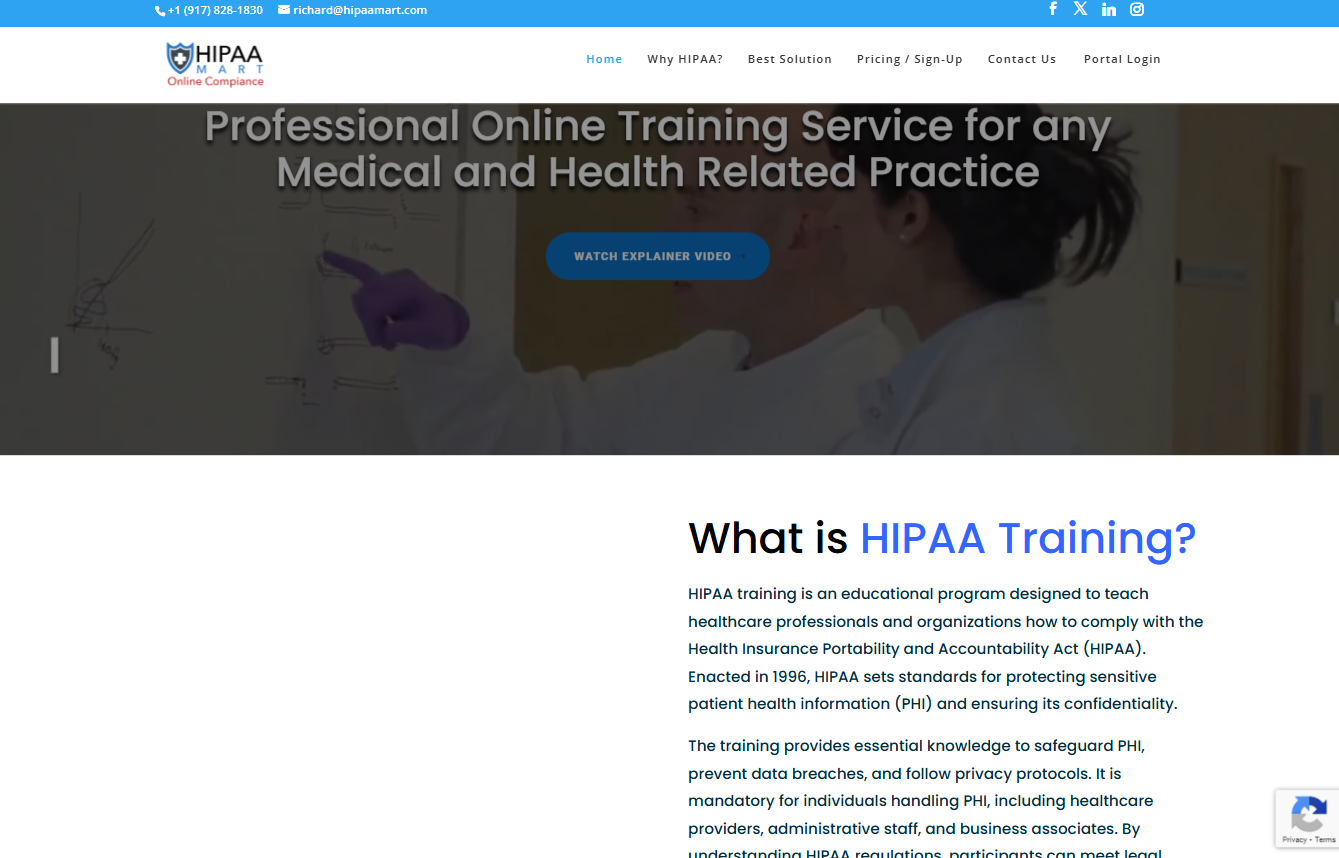 +1 (917) 828-1830 richard@hipaamart.com
HIPAA
MART
Online Compiance
Home Why HIPAA? Best Solution Pricing / Sign-Up Contact Us Portal Login
Professional Online Training Service for any
Medical and Health Related Practice
WATCH EXPLAINER VIDEO
What is HIPAA Training?
HIPAA training is an educational program designed to teach
healthcare professionals and organizations how to comply with the
Health Insurance Portability and Accountability Act (HIPAA).
Enacted in 1996, HIPAA sets standards for protecting sensitive
patient health information (PHI) and ensuring its confidentiality.
The training provides essential knowledge to safeguard PHI,
prevent data breaches, and follow privacy protocols. It is
mandatory for individuals handling PHI, including healthcare
providers, administrative staff, and business associates. By
understanding HIPAA regulations, participants can meet legal
Privacy - Terms